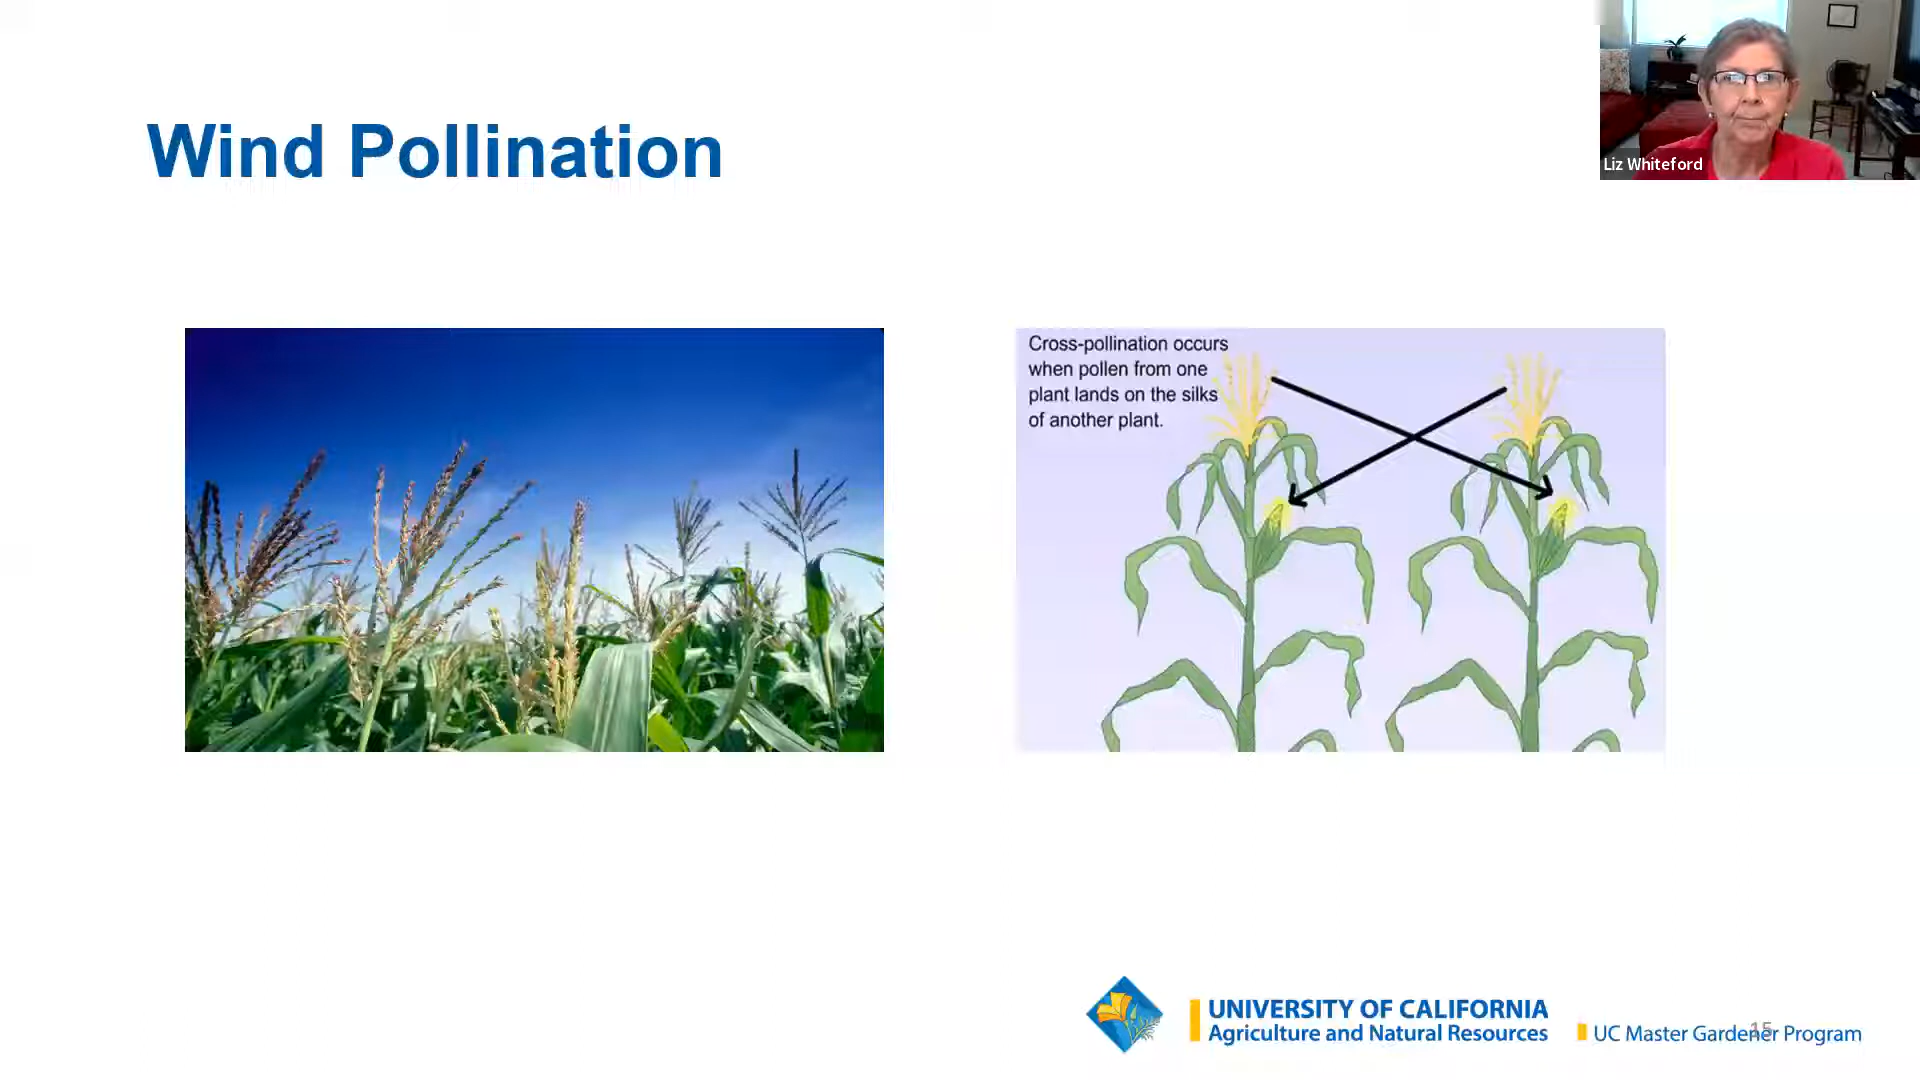 Wind Pollination
Liz Whiteford
Cross-pollination occurs
when pollen from one
plant lands on the silks
of another plant.
UNIVERSITY OF CALIFORNIA
Agriculture and Natural Resources
UC Master Gardener Program
15